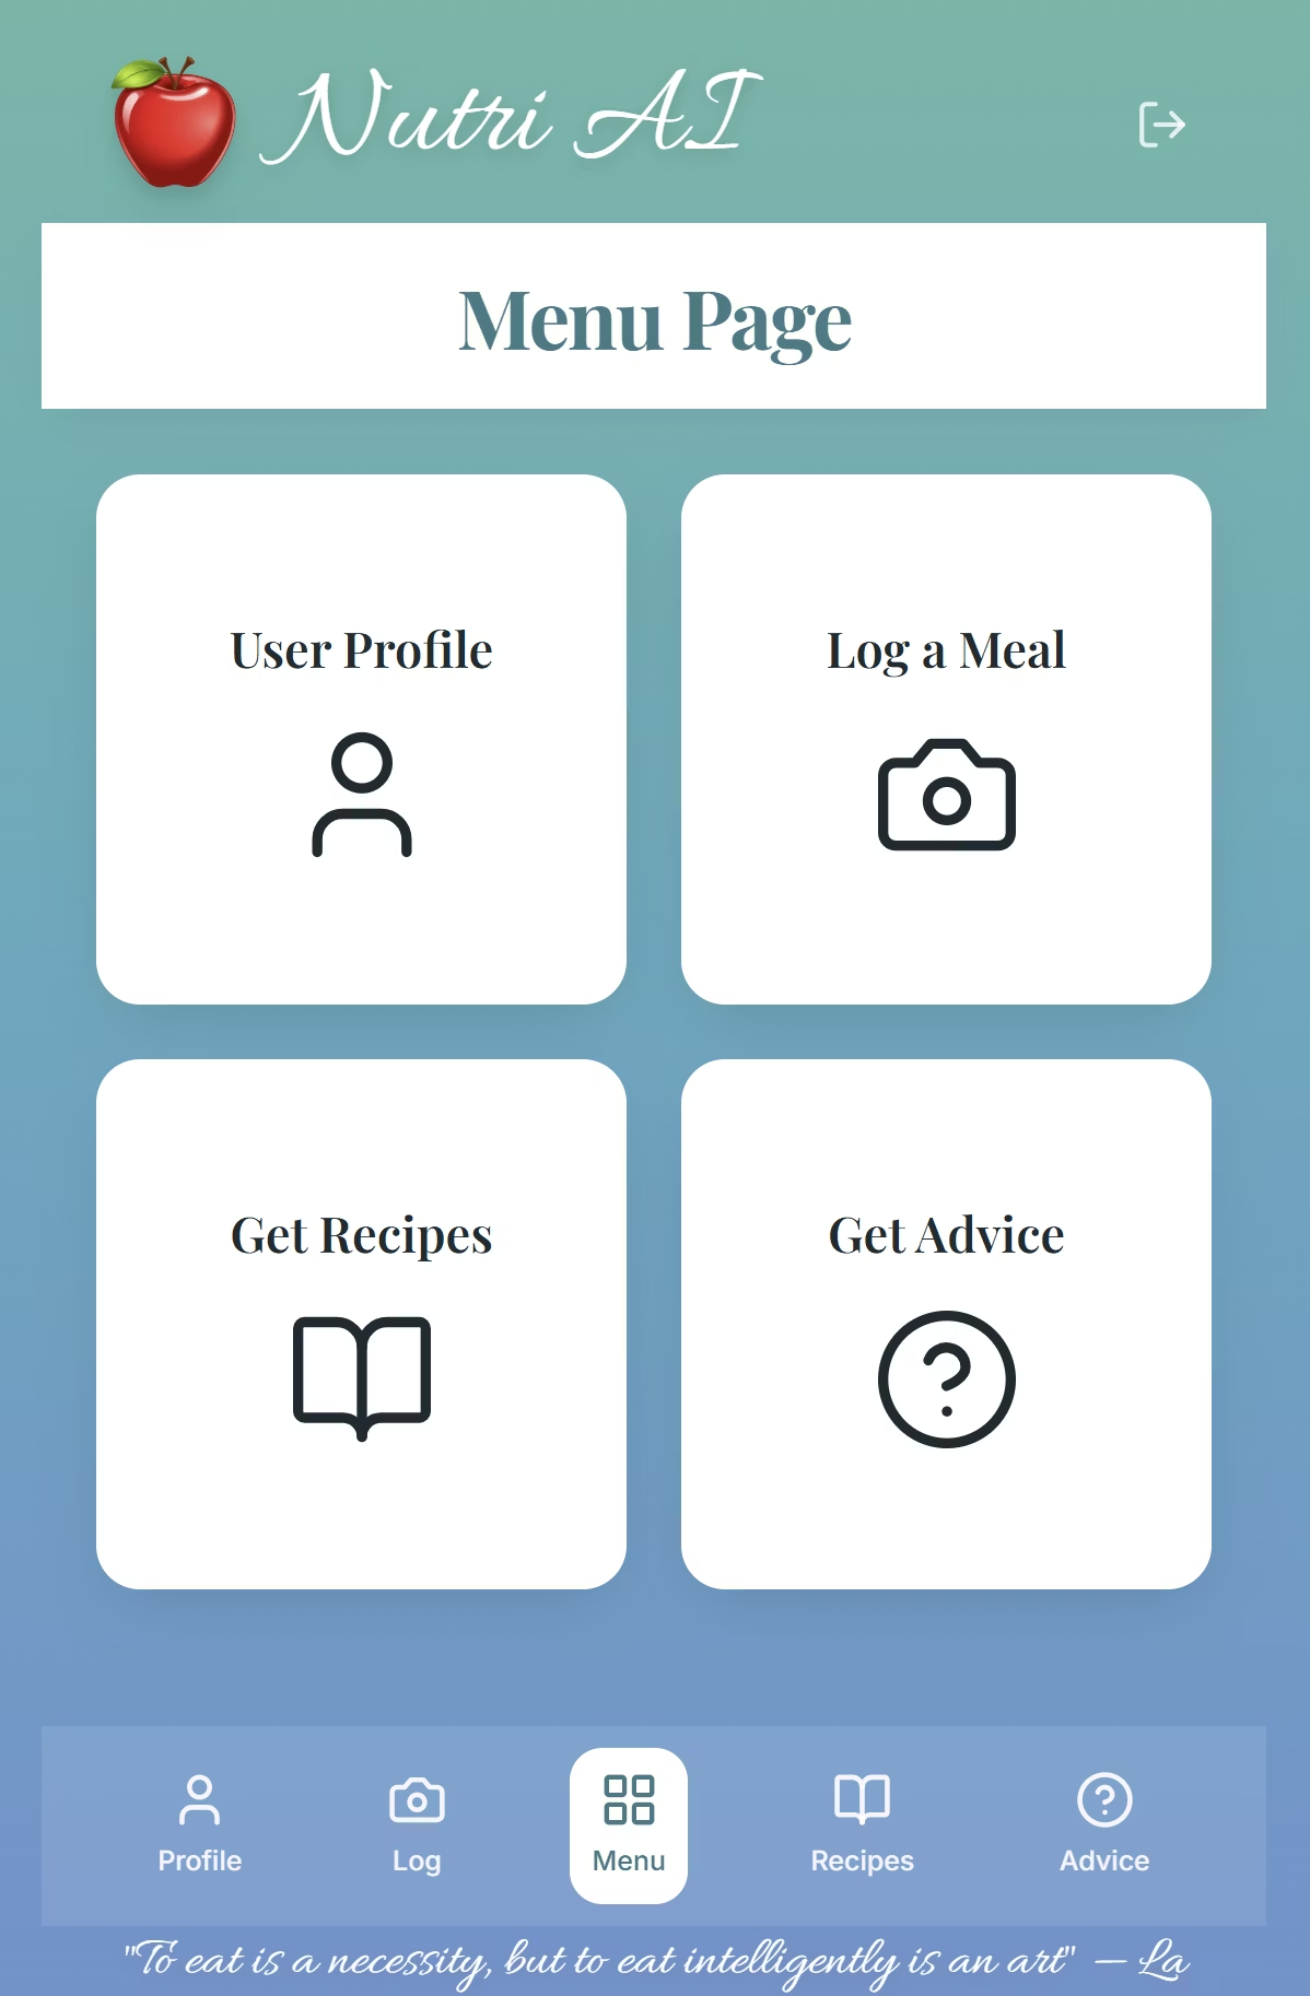 Nutri AI
Menu Page
User Profile
Log a Meal
Get Recipes
Get Advice
Profile
Log
Menu
Recipes
Advice
"To eat is a necessity, but to eat intelligently is an art" — La